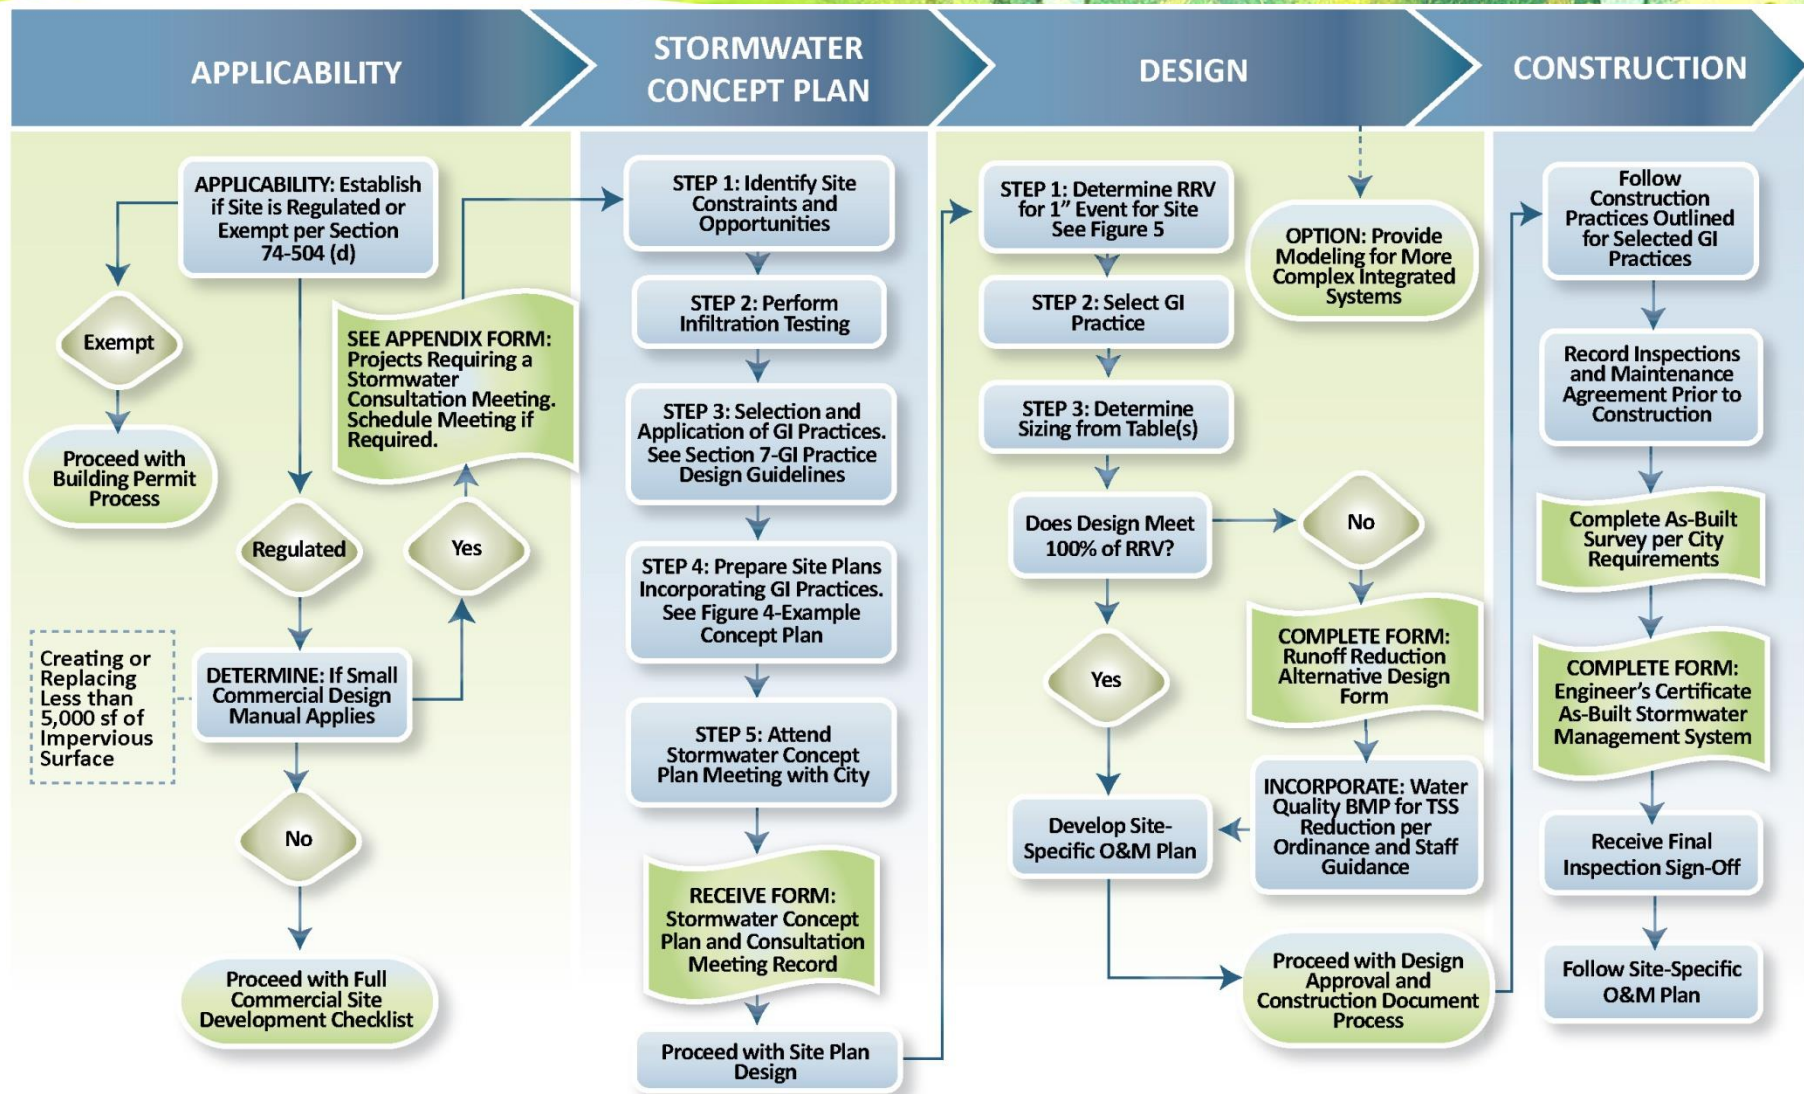 APPLICABILITY
STORMWATER
CONCEPT PLAN
DESIGN
CONSTRUCTION
APPLICABILITY: Establish
if Site is Regulated or
Exempt per Section
74-504 (d)
Exempt
Proceed with
Building Permit
Process
SEE APPENDIX FORM:
Projects Requiring a
Stormwater
Consultation Meeting.
Schedule Meeting if
Required.
Regulated
Yes
Creating or
Replacing
Less than
5,000 sf of
Impervious
Surface
DETERMINE: If Small
Commercial Design
Manual Applies
No
Proceed with Full
Commercial Site
Development Checklist
STEP 1: Identify Site
Constraints and
Opportunities
STEP 2: Perform
Infiltration Testing
STEP 3: Selection and
Application of GI Practices.
See Section 7-GI Practice
Design Guidelines
STEP 4: Prepare Site Plans
Incorporating GI Practices.
See Figure 4-Example
Concept Plan
STEP 5: Attend
Stormwater Concept
Plan Meeting with City
RECEIVE FORM:
Stormwater Concept
Plan and Consultation
Meeting Record
Proceed with Site Plan
Design
STEP 1: Determine RRV
for 1” Event for Site
See Figure 5
OPTION: Provide
Modeling for More
Complex Integrated
Systems
STEP 2: Select GI
Practice
STEP 3: Determine
Sizing from Table(s)
Does Design Meet
100% of RRV?
No
Yes
COMPLETE FORM:
Runoff Reduction
Alternative Design
Form
INCORPORATE: Water
Quality BMP for TSS
Reduction per
Ordinance and Staff
Guidance
Develop Site-
Specific O&M Plan
Proceed with Design
Approval and
Construction Document
Process
Follow
Construction
Practices Outlined
for Selected GI
Practices
Record Inspections
and Maintenance
Agreement Prior to
Construction
Complete As-Built
Survey per City
Requirements
COMPLETE FORM:
Engineer’s Certificate
As-Built Stormwater
Management System
Receive Final
Inspection Sign-Off
Follow Site-Specific
O&M Plan